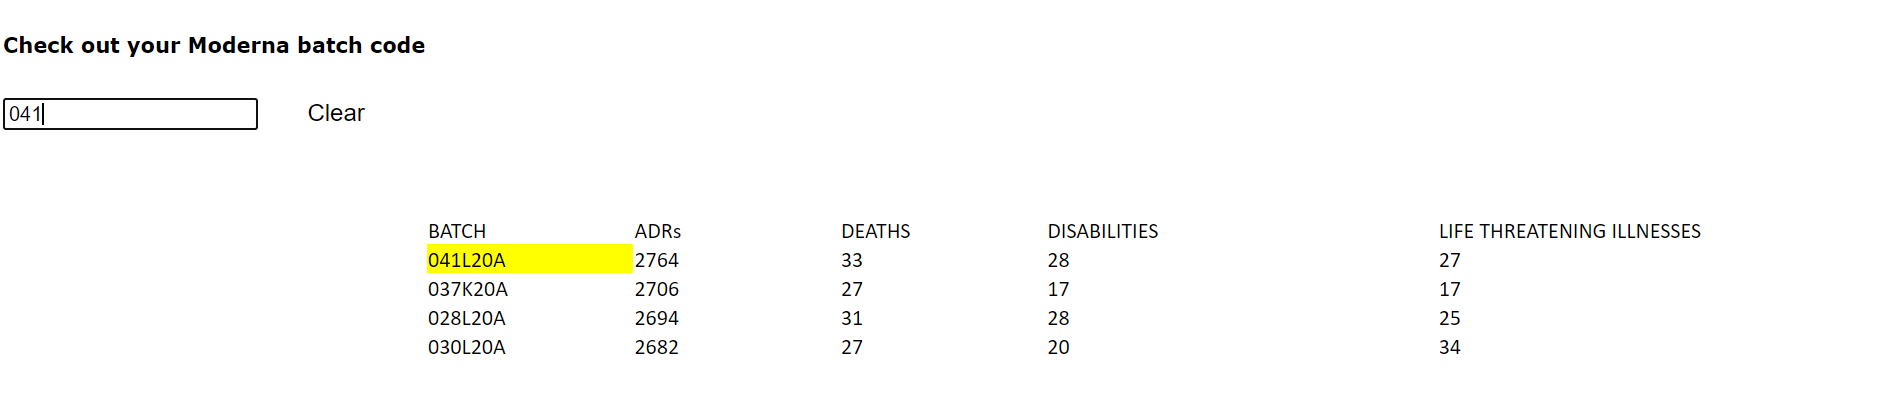 Check out your Moderna batch code
041 Clear
BATCH ADRs DEATHS DISABILITIES LIFE THREATENING ILLNESSES
041L20A 2764 33 28 27
037K20A 2706 27 17 17
028L20A 2694 31 28 25
030L20A 2682 27 20 34